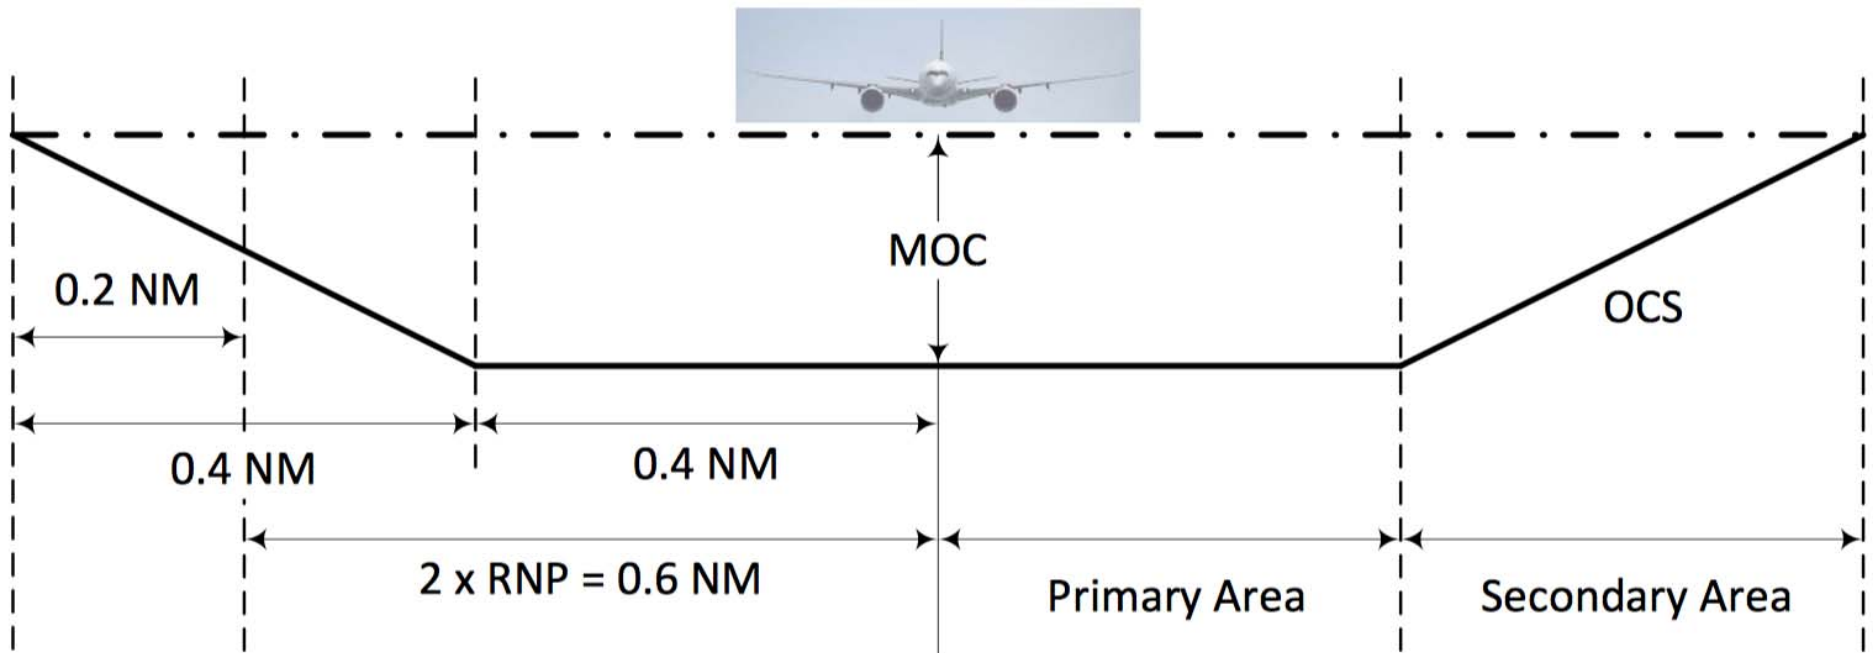 MOC
0.2 NM
OCS
0.4 NM
0.4 NM
2 x RNP = 0.6 NM
Primary Area
Secondary Area